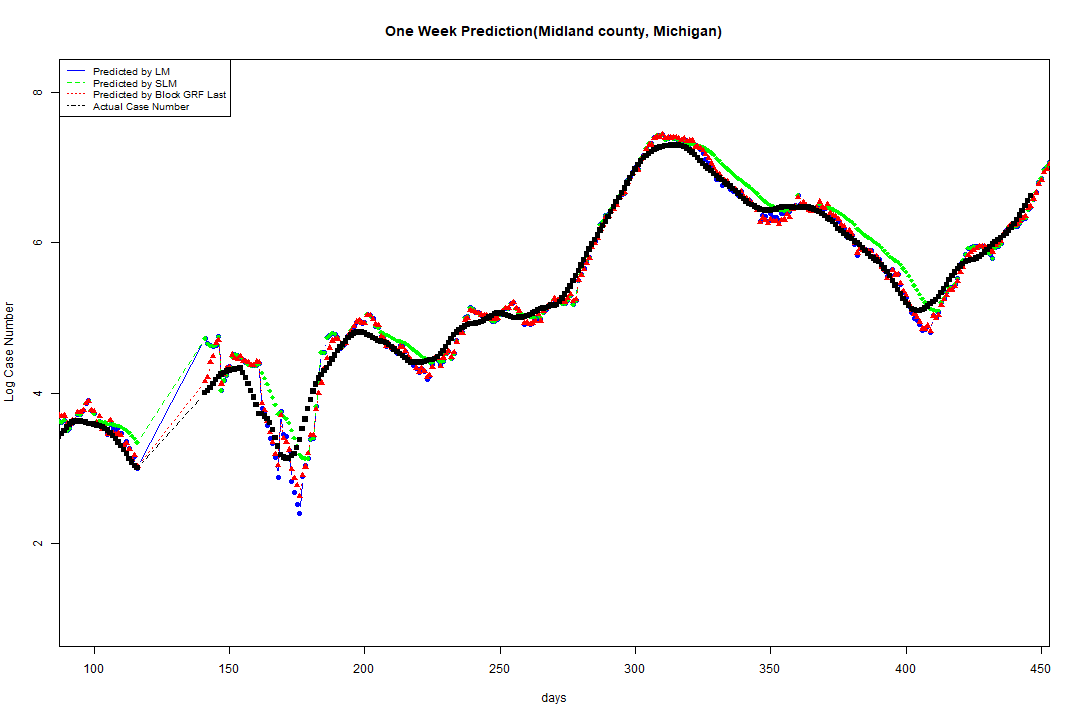 One Week Prediction(Midland county, Michigan)
Predicted by LM
Predicted by SLM
Predicted by Block GRF Last
Actual Case Number
8
6
4
2
Log Case Number
100 150 200 250 300 350 400 450
days